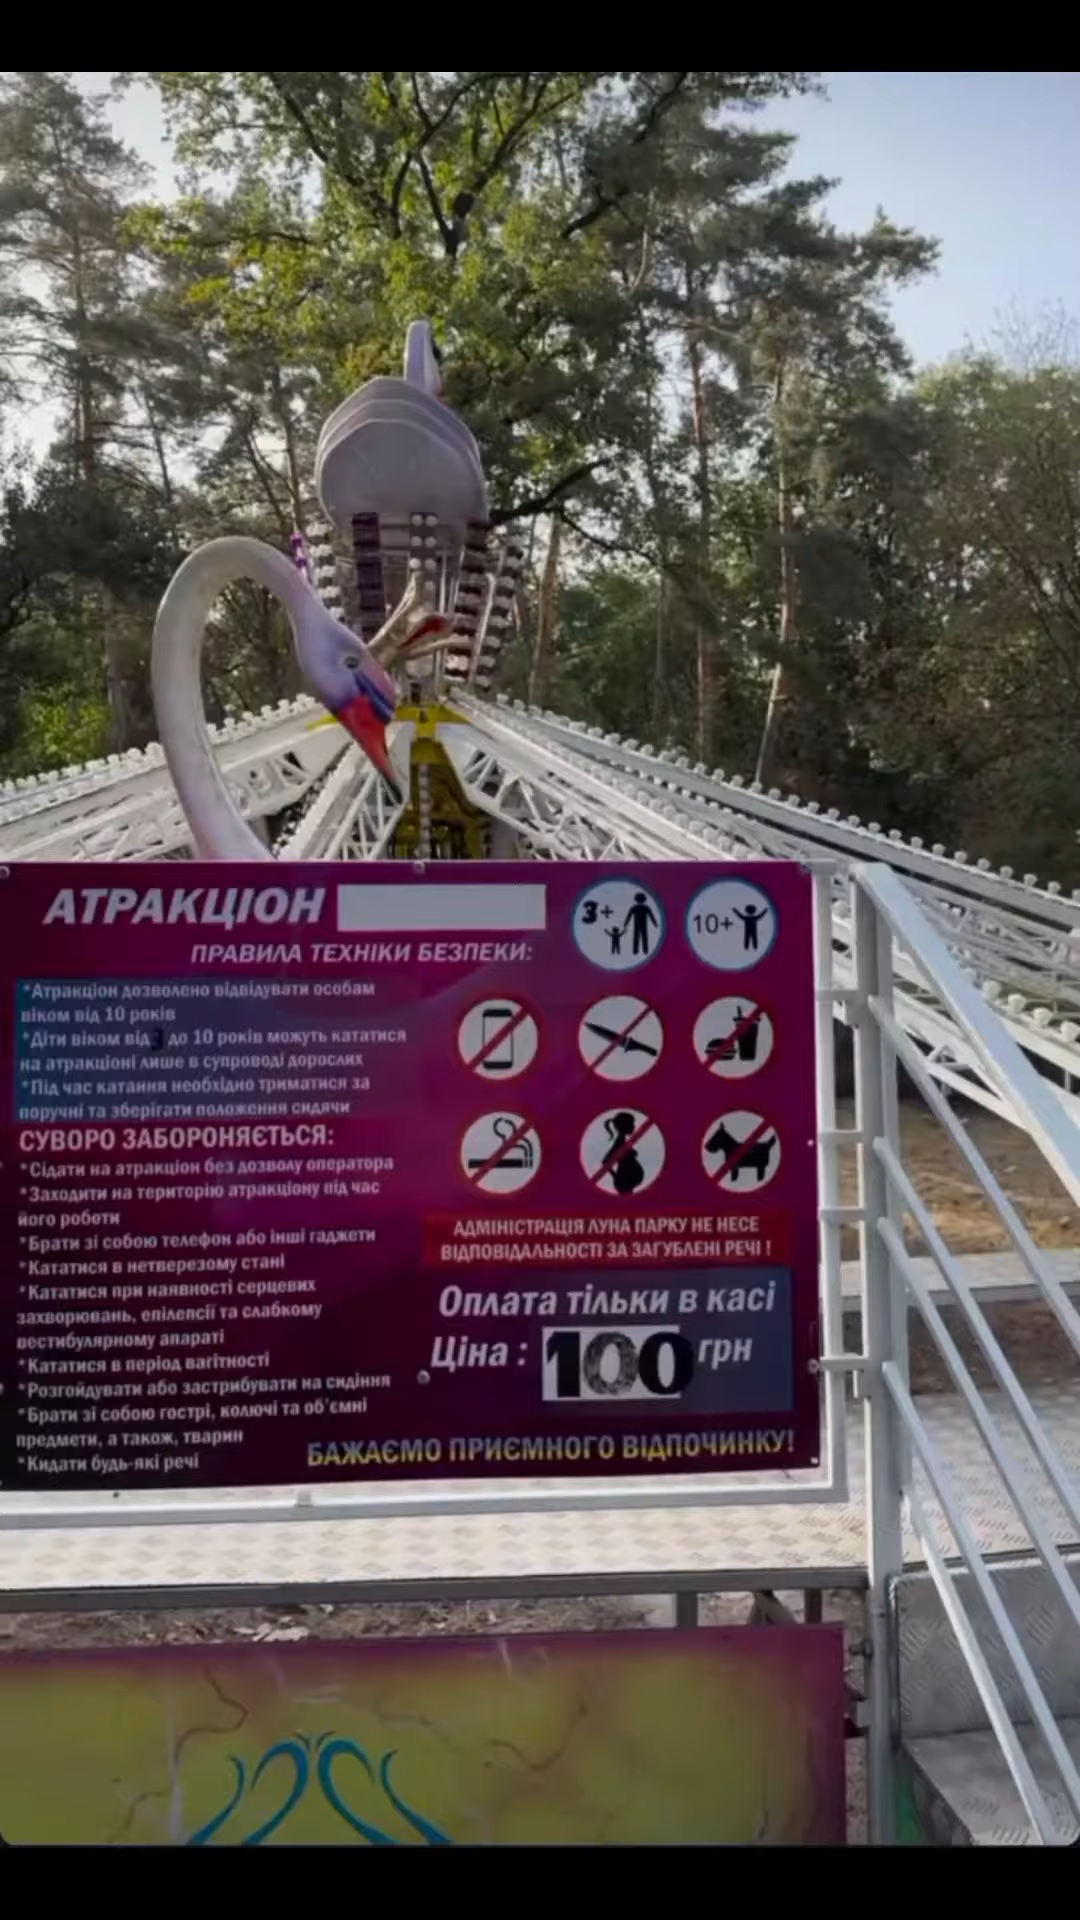 АТРАКЦІОН
3+
10+
ПРАВИЛА ТЕХНІКИ БЕЗПЕКИ:
*Атракціон дозволено відвідувати особам
віком від 10 років
*Діти віком від 3 до 10 років можуть кататися
на атракціоні лише в супроводі дорослих
*Під час катання необхідно триматися за
поручні та зберігати положення сидячи
СУВОРО ЗАБОРОНЯЄТЬСЯ:
*Сідати на атракціон без дозволу оператора
*Заходити на територію атракціону під час
його роботи
*Брати зі собою телефон або інші гаджети
*Кататися в нетверезому стані
*Кататися при наявності серцевих
захворювань, епілепсії та слабкому
вестибулярному апараті
*Кататися в період вагітності
*Розгойдувати або застрибувати на сидіння
*Брати зі собою гострі, колючі та об'ємні
предмети, а також, тварин
*Кидати будь-які речі
АДМІНІСТРАЦІЯ ЛУНА ПАРКУ НЕ НЕСЕ
ВІДПОВІДАЛЬНОСТІ ЗА ЗАГУБЛЕНІ РЕЧІ !
Оплата тільки в касі
Ціна : 100 грн
БАЖАЄМО ПРИЄМНОГО ВІДПОЧИНКУ!